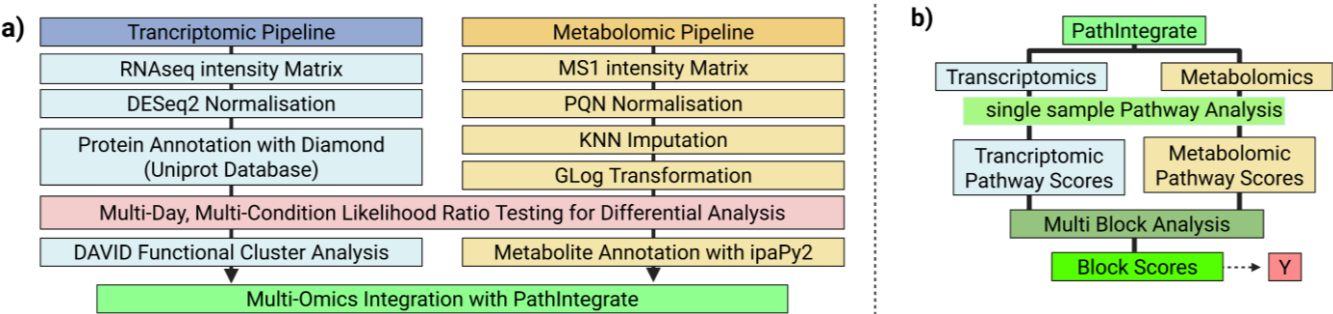 a)
Trancriptomic Pipeline
RNAseq intensity Matrix
DESeq2 Normalisation
Protein Annotation with Diamond
(Uniprot Database)
Metabolomic Pipeline
MS1 intensity Matrix
PQN Normalisation
KNN Imputation
GLog Transformation
Multi-Day, Multi-Condition Likelihood Ratio Testing for Differential Analysis
DAVID Functional Cluster Analysis
Metabolite Annotation with ipaPy2
Multi-Omics Integration with PathIntegrate
b)
PathIntegrate
Transcriptomics
Metabolomics
single sample Pathway Analysis
Trancriptomic
Pathway Scores
Metabolomic
Pathway Scores
Multi Block Analysis
Block Scores
Y